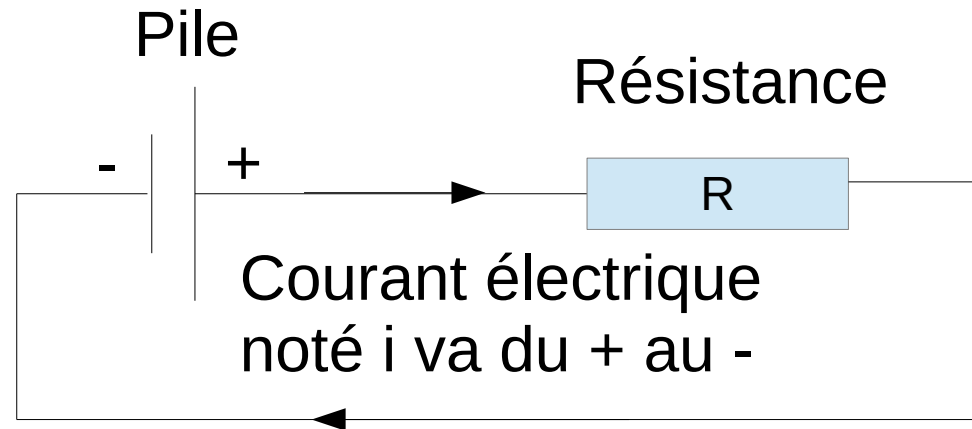 Pile
Résistance
- +
R
Courant électrique
noté i va du + au -